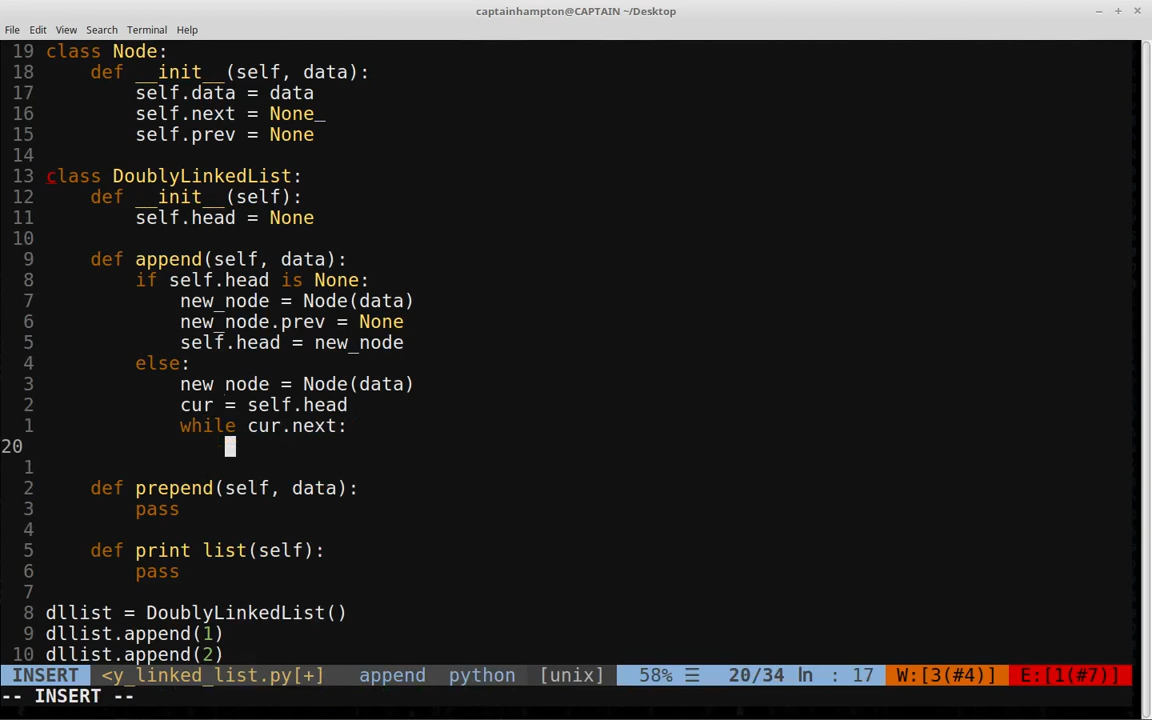 captainhampton@CAPTAIN ~/Desktop
File Edit View Search Terminal Help
19 class Node:
18     def __init__(self, data):
17         self.data = data
16         self.next = None_
15         self.prev = None
14
13 class DoublyLinkedList:
12     def __init__(self):
11         self.head = None
10
9     def append(self, data):
8         if self.head is None:
7             new_node = Node(data)
6             new_node.prev = None
5             self.head = new_node
4         else:
3             new node = Node(data)
2             cur = self.head
1             while cur.next:
20
1
2     def prepend(self, data):
3         pass
4
5     def print list(self):
6         pass
7
8 dllist = DoublyLinkedList()
9 dllist.append(1)
10 dllist.append(2)
INSERT <y_linked_list.py[+] append python [unix] 58% ☰ 20/34 ln : 17 W:[3(#4)] E:[1(#7)]
-- INSERT --